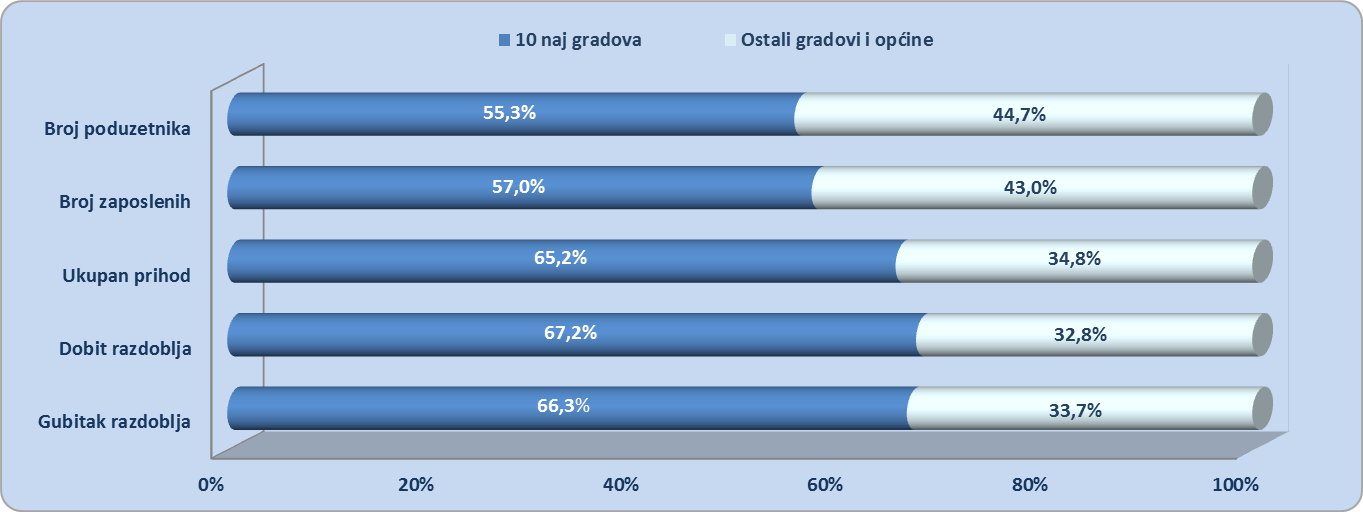 10 naj gradova Ostali gradovi i općine
Broj poduzetnika 55,3% 44,7%
Broj zaposlenih 57,0% 43,0%
Ukupan prihod 65,2% 34,8%
Dobit razdoblja 67,2% 32,8%
Gubitak razdoblja 66,3% 33,7%
0% 20% 40% 60% 80% 100%